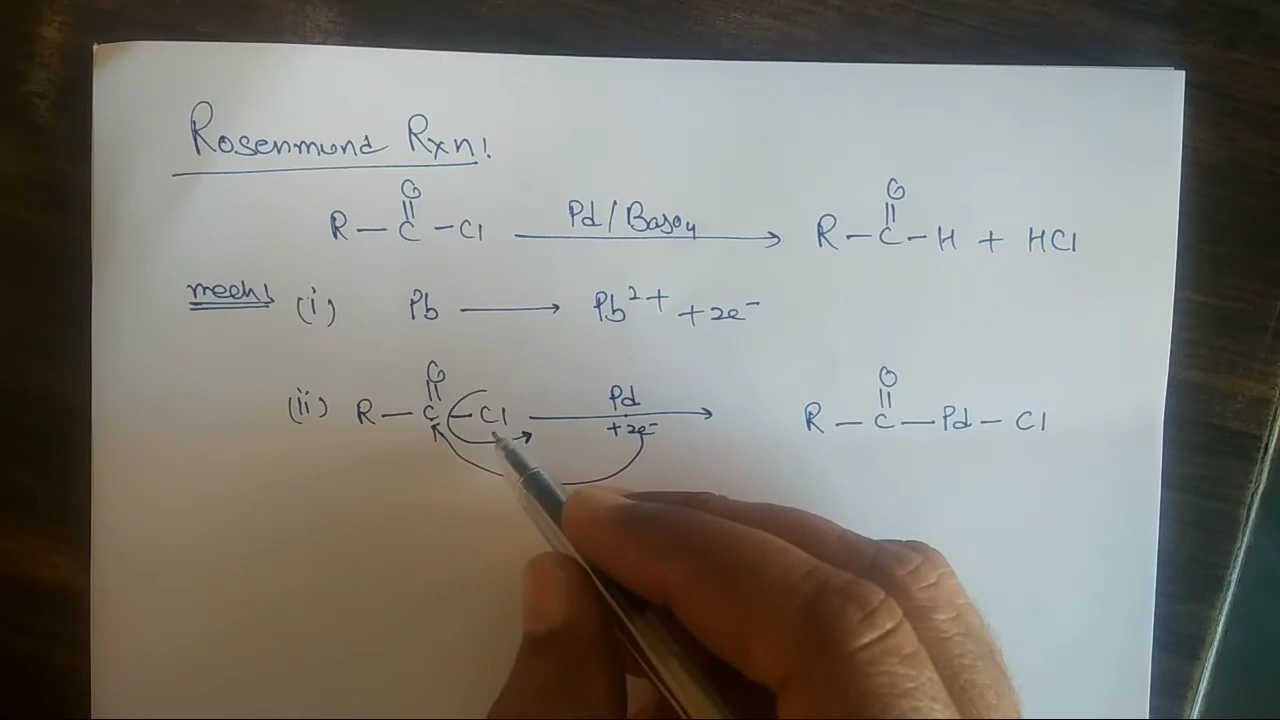 Rosenmund Rxn!
O
R — C — Cl Pd/BaSO4 → R — C — H + HCl
O
mech! (i) Pb → Pb2+ + 2e-
O
(ii) R — C — Cl Pd +2e- → R — C — Pd — Cl
O